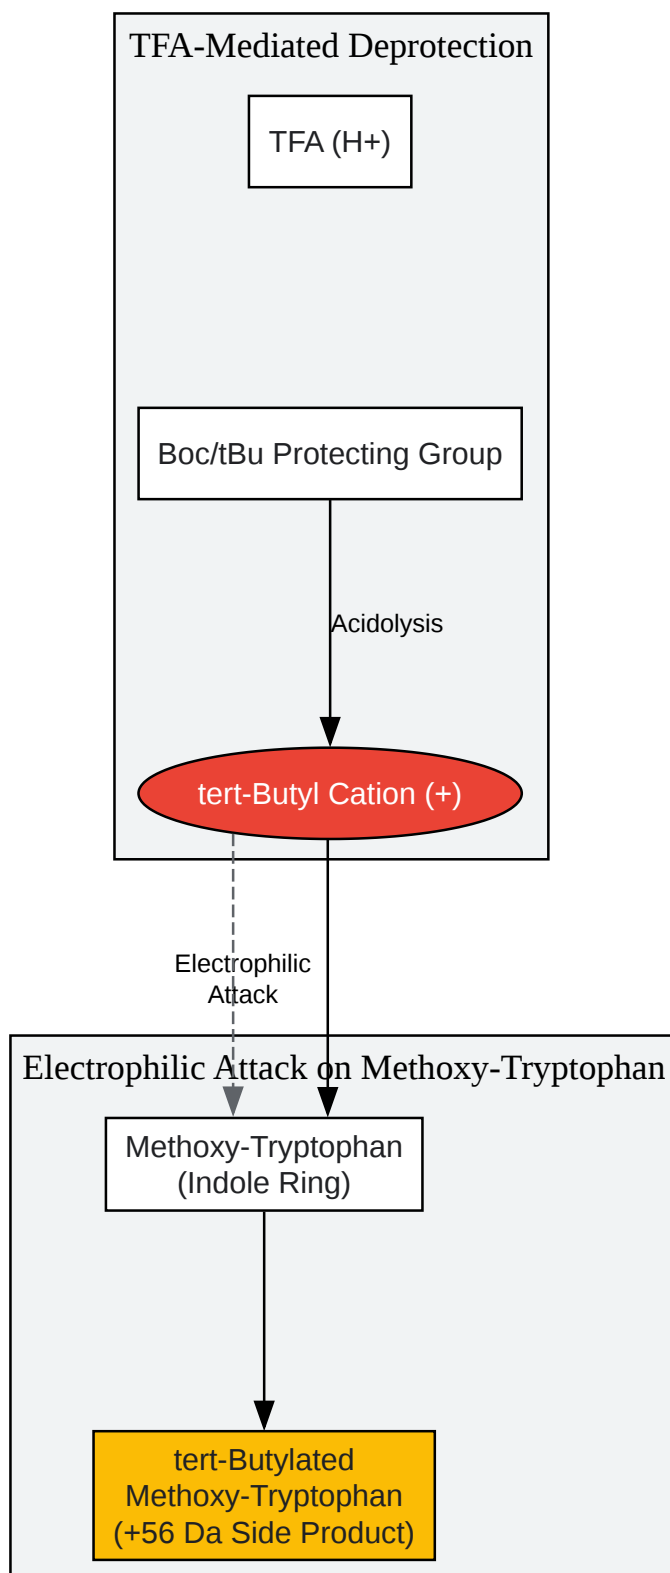 TFA-Mediated Deprotection
TFA (H+)
Boc/tBu Protecting Group
Acidolysis
tert-Butyl Cation (+)
Electrophilic
Attack
Electrophilic Attack on Methoxy-Tryptophan
Methoxy-Tryptophan
(Indole Ring)
tert-Butylated
Methoxy-Tryptophan
(+56 Da Side Product)